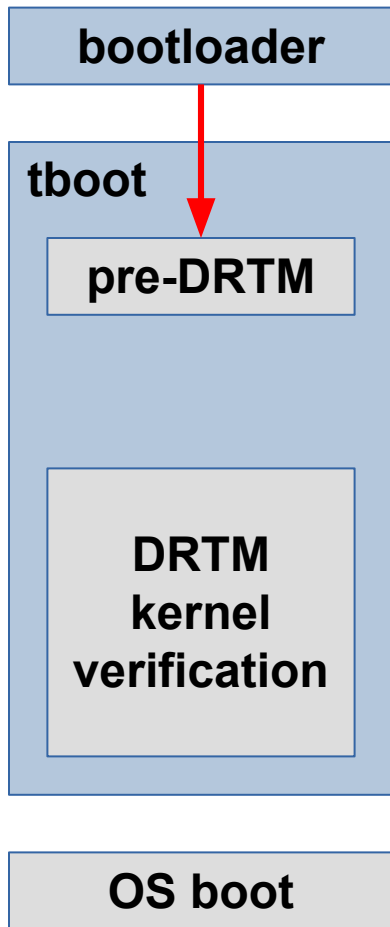 bootloader
tboot
pre-DRTM
DRTM
kernel
verification
OS boot